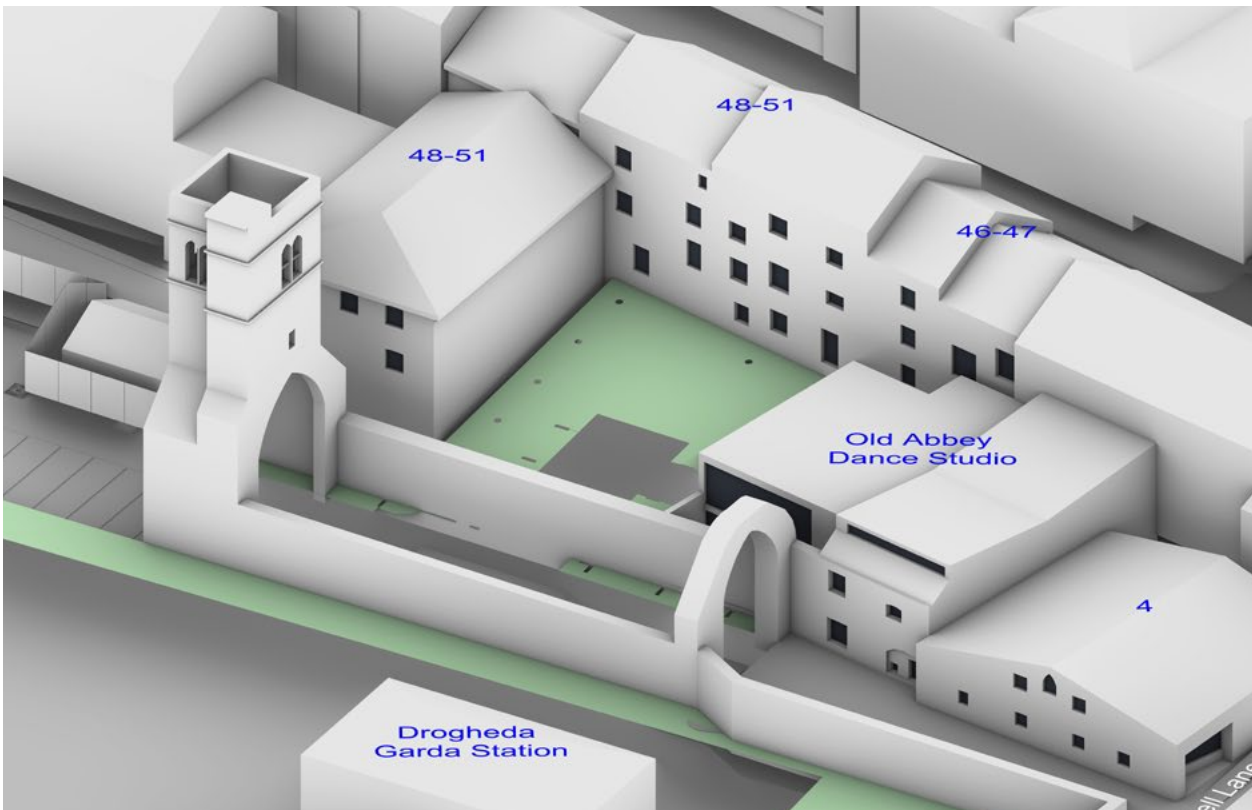 48-51
48-51
46-47
Old Abbey
Dance Studio
4
Drogheda
Garda Station